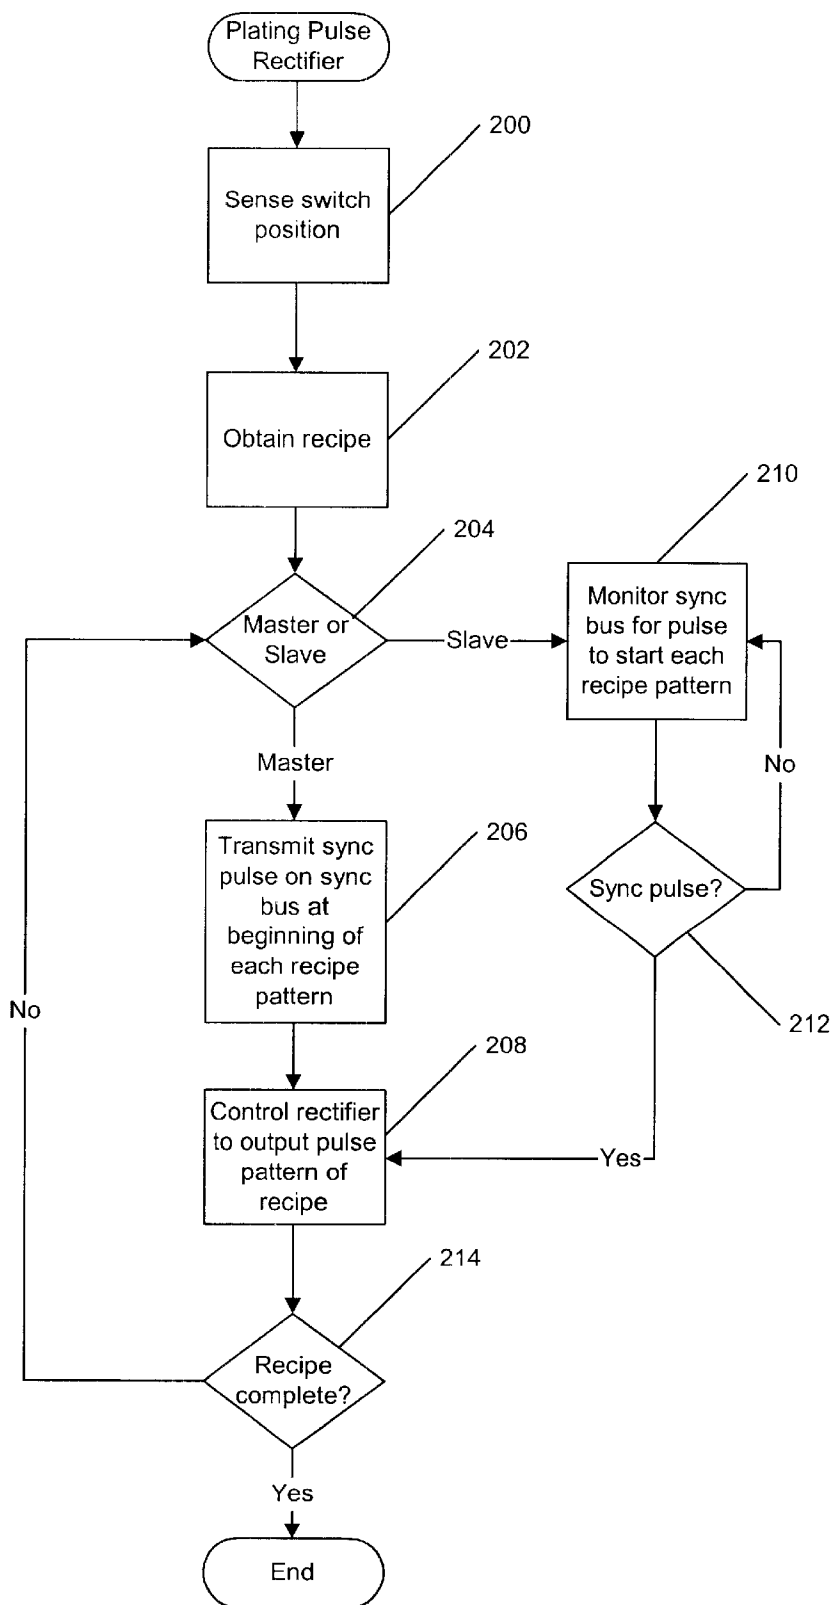 Plating Pulse
Rectifier
200
Sense switch
position
202
Obtain recipe
204
Master or
Slave
Slave
210
Monitor sync
bus for pulse
to start each
recipe pattern
No
Master
206
Transmit sync
pulse on sync
bus at
beginning of
each recipe
pattern
Sync pulse?
212
No
208
Control rectifier
to output pulse
pattern of
recipe
Yes
214
Recipe
complete?
Yes
End